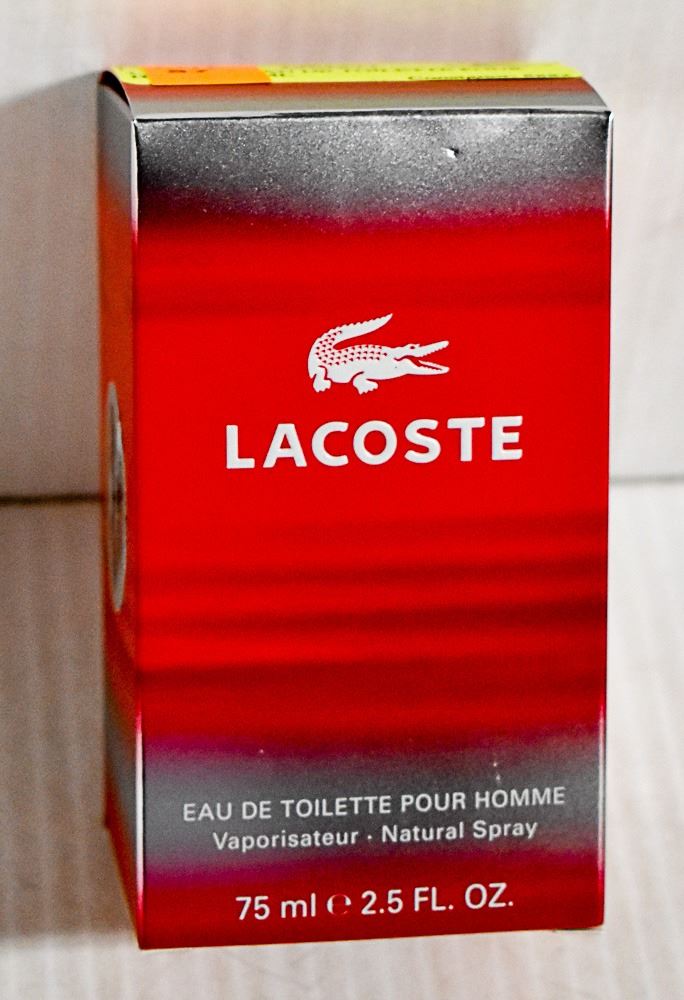 LACOSTE
EAU DE TOILETTE POUR HOMME
Vaporisateur · Natural Spray
75 ml ℮ 2.5 FL. OZ.